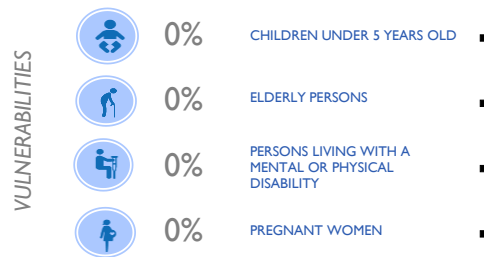 VULNERABILITIES
0% CHILDREN UNDER 5 YEARS OLD
0% ELDERLY PERSONS
0% PERSONS LIVING WITH A
MENTAL OR PHYSICAL
DISABILITY
0% PREGNANT WOMEN